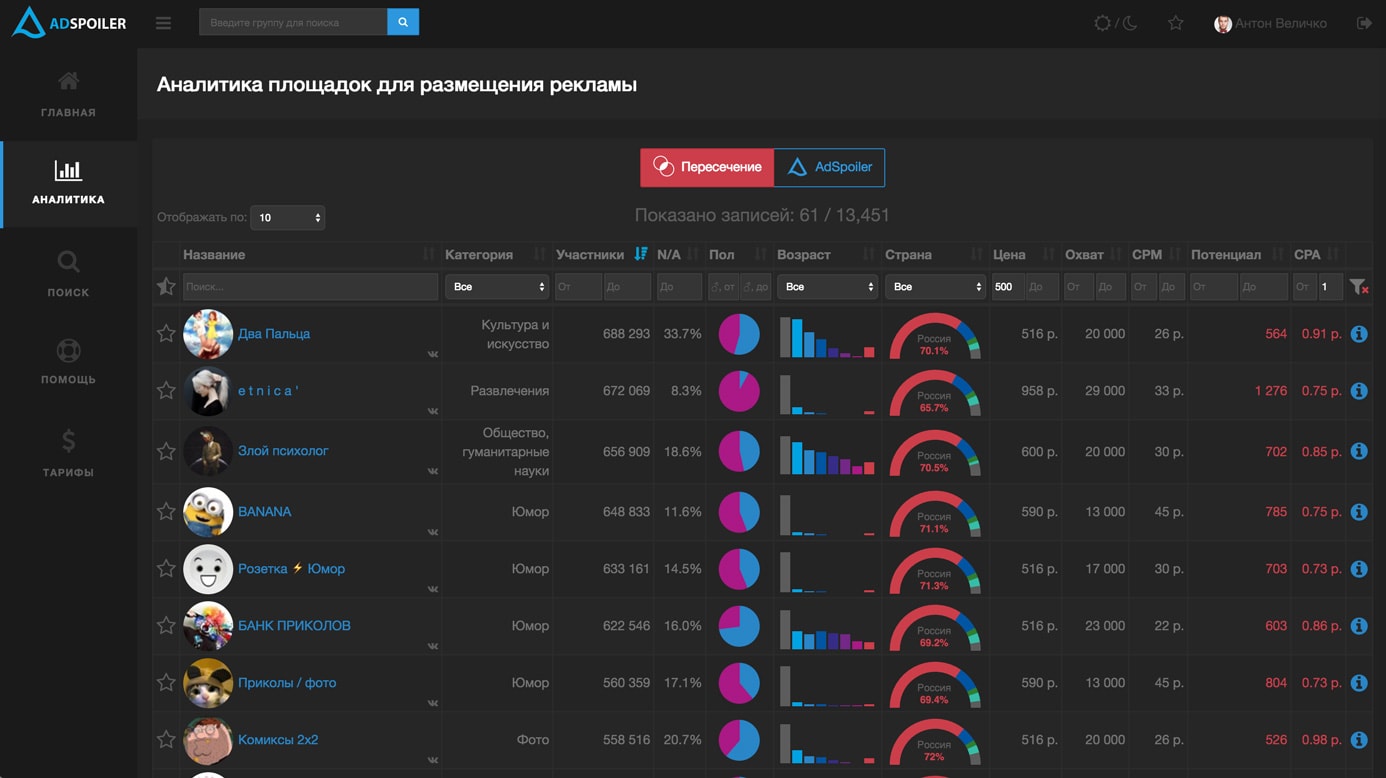 ADSPOILER
Введите группу для поиска
/
Антон Величко
ГЛАВНАЯ
АНАЛИТИКА
ПОИСК
ПОМОЩЬ
$
ТАРИФЫ
Аналитика площадок для размещения рекламы
Пересечение
AdSpoiler
Отображать по: 10
Показано записей: 61 / 13,451
Название Категория Участники N/A Пол Возраст Страна Цена Охват CPM Потенциал CPA
Поиск... Все От До До ♂, от ♂, до Все Все 500 До От До От До От До От 1
Два Пальца Культура и искусство 688 293 33.7% Россия 70.1% 516 р. 20 000 26 р. 564 0.91 р.
e t n i c a ' Развлечения 672 069 8.3% Россия 65.7% 958 р. 29 000 33 р. 1 276 0.75 р.
Злой психолог Общество, гуманитарные науки 656 909 18.6% Россия 70.5% 600 р. 20 000 30 р. 702 0.85 р.
BANANA Юмор 648 833 11.6% Россия 71.1% 590 р. 13 000 45 р. 785 0.75 р.
Розетка ⚡ Юмор Юмор 633 161 14.5% Россия 71.3% 516 р. 17 000 30 р. 703 0.73 р.
БАНК ПРИКОЛОВ Юмор 622 546 16.0% Россия 69.2% 516 р. 23 000 22 р. 603 0.86 р.
Приколы / фото Юмор 560 359 17.1% Россия 69.4% 590 р. 13 000 45 р. 804 0.73 р.
Комиксы 2x2 Фото 558 516 20.7% Россия 72% 516 р. 20 000 26 р. 526 0.98 р.